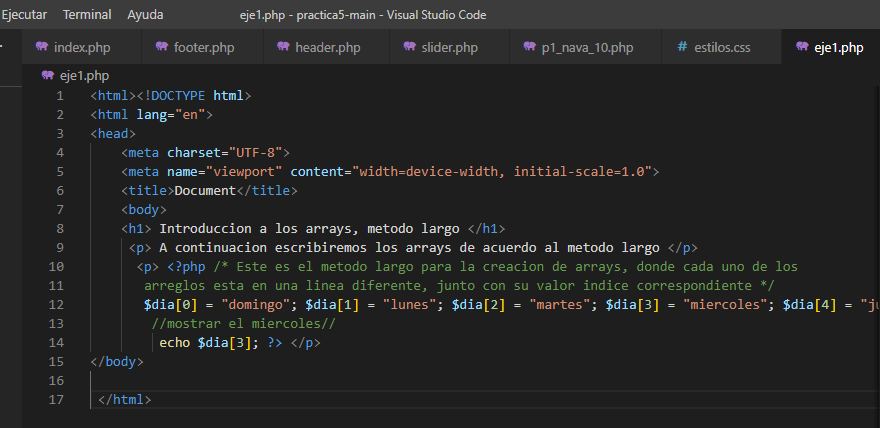 Ejecutar Terminal Ayuda eje1.php - practica5-main - Visual Studio Code
index.php footer.php header.php slider.php p1_nava_10.php # estilos.css eje1.php
eje1.php
1 <html><!DOCTYPE html>
2 <html lang="en">
3 <head>
4 <meta charset="UTF-8">
5 <meta name="viewport" content="width=device-width, initial-scale=1.0">
6 <title>Document</title>
7 <body>
8 <h1> Introduccion a los arrays, metodo largo </h1>
9 <p> A continuacion escribiremos los arrays de acuerdo al metodo largo </p>
10 <p> <?php /* Este es el metodo largo para la creacion de arrays, donde cada uno de los
11 arreglos esta en una linea diferente, junto con su valor indice correspondiente */
12 $dia[0] = "domingo"; $dia[1] = "lunes"; $dia[2] = "martes"; $dia[3] = "miercoles"; $dia[4] = "ju
13 //mostrar el miercoles//
14 echo $dia[3]; ?> </p>
15 </body>
16
17 </html>